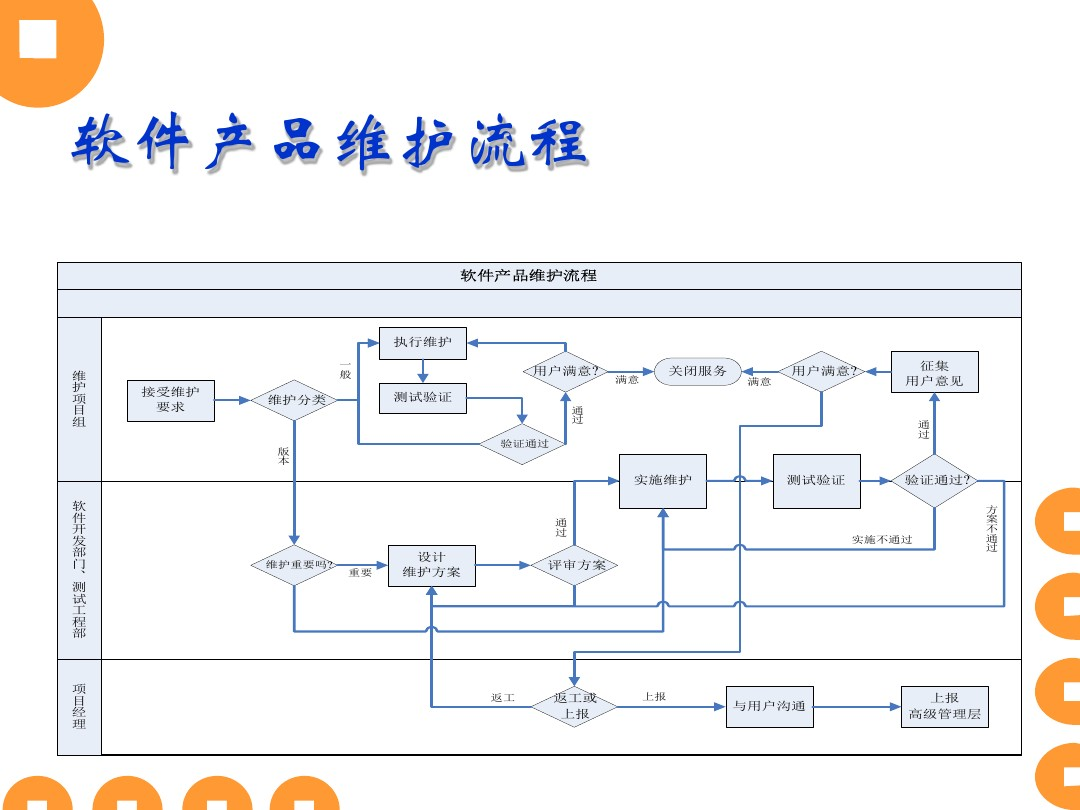 软件产品维护流程
软件产品维护流程
维护项目组
接受维护
要求
维护分类
一般
执行维护
测试验证
验证通过
通过
用户满意?
满意
关闭服务
满意
用户满意?
征集
用户意见
通过
版本
实施维护
测试验证
验证通过?
软件开发部门、测试工程部
维护重要吗?
重要
设计
维护方案
评审方案
通过
实施不通过
方案不通过
项目经理
返工
返工或
上报
上报
与用户沟通
上报
高级管理层